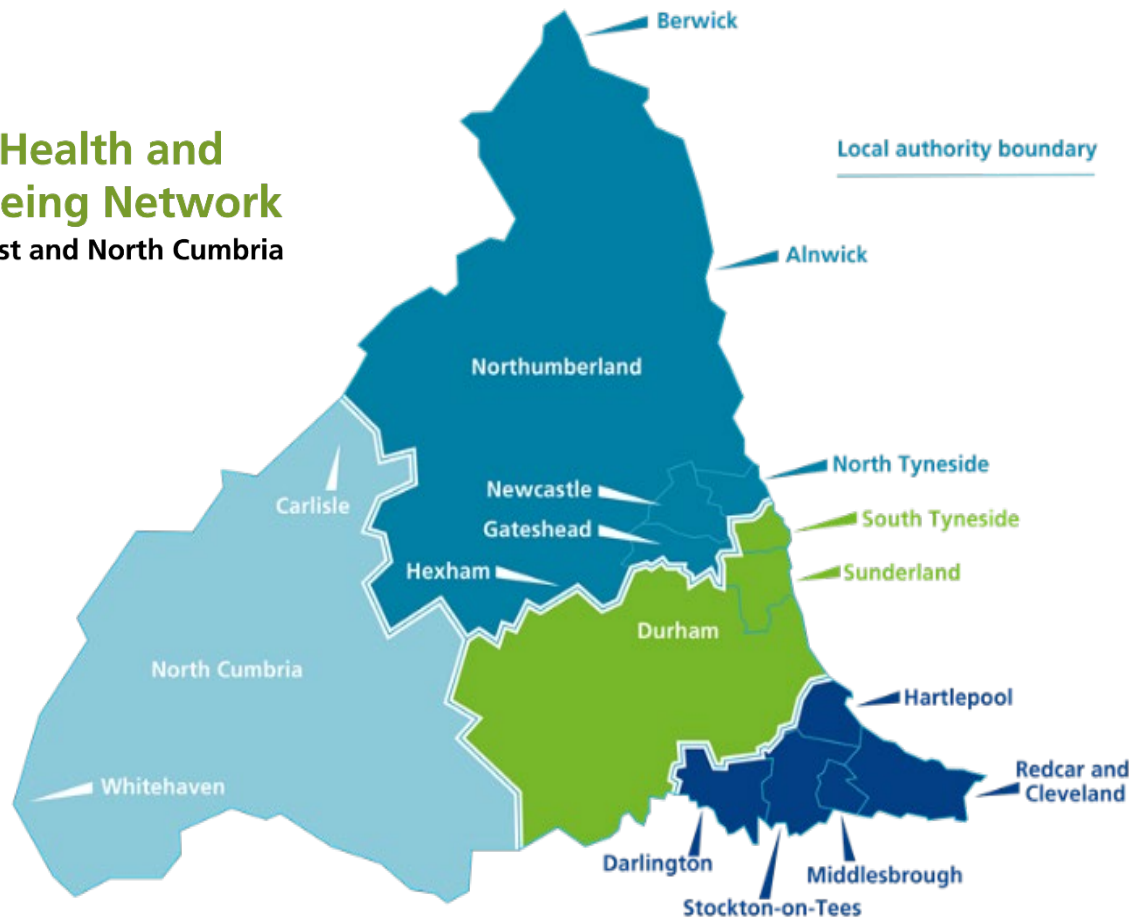 Berwick
Health and
eing Network
st and North Cumbria
Local authority boundary
Alnwick
Northumberland
North Tyneside
Newcastle
Carlisle
South Tyneside
Gateshead
Hexham
Sunderland
Durham
North Cumbria
Hartlepool
Whitehaven
Redcar and
Cleveland
Darlington
Middlesbrough
Stockton-on-Tees